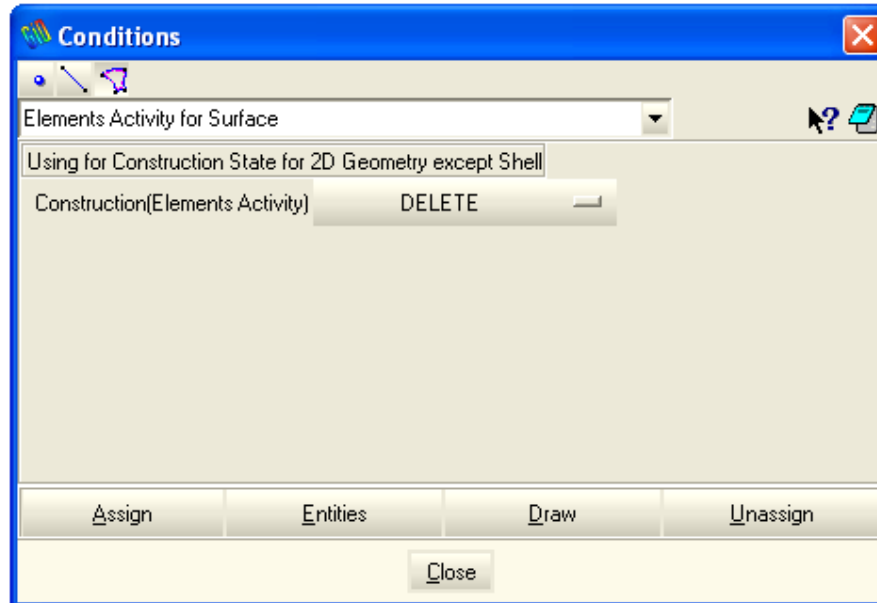 Conditions
Elements Activity for Surface
Using for Construction State for 2D Geometry except Shell
Construction(Elements Activity) DELETE
Assign Entities Draw Unassign
Close